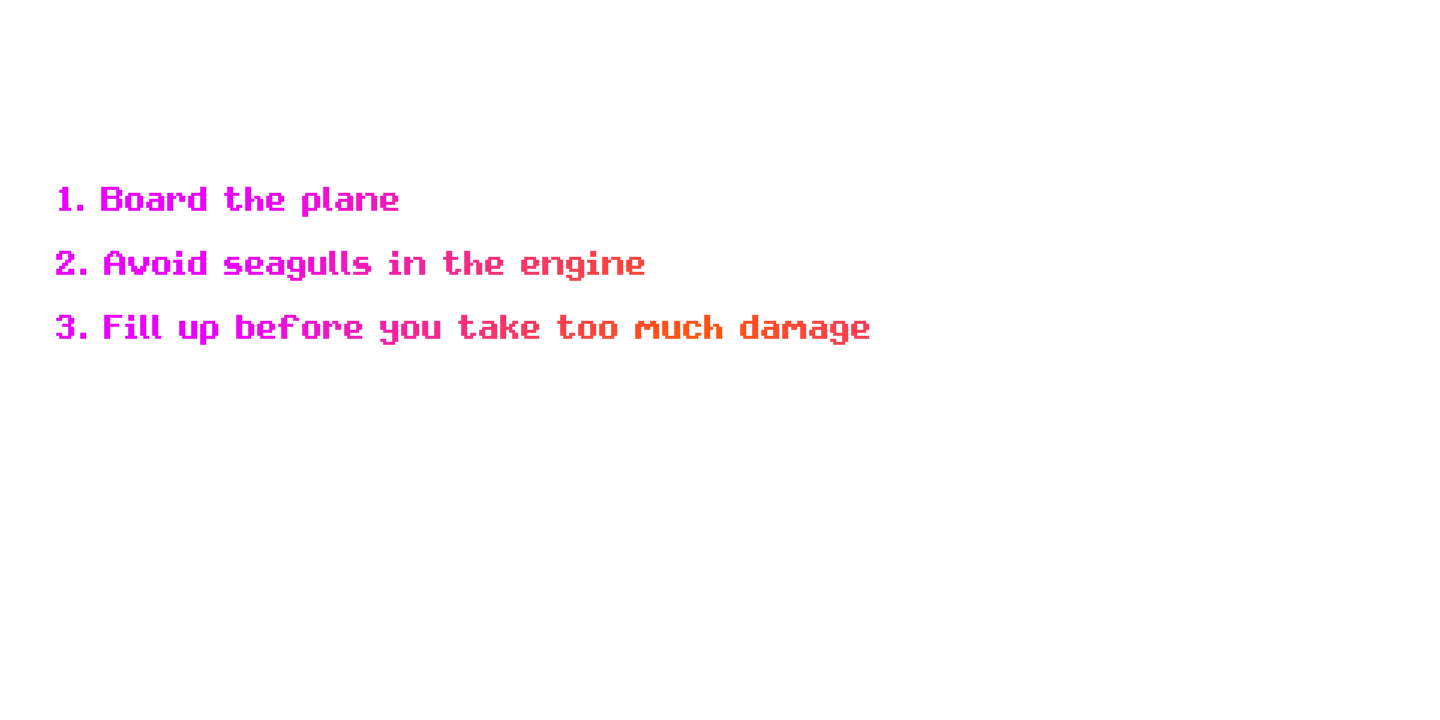 1. Board the plane
2. Avoid seagulls in the engine
3. Fill up before you take too much damage